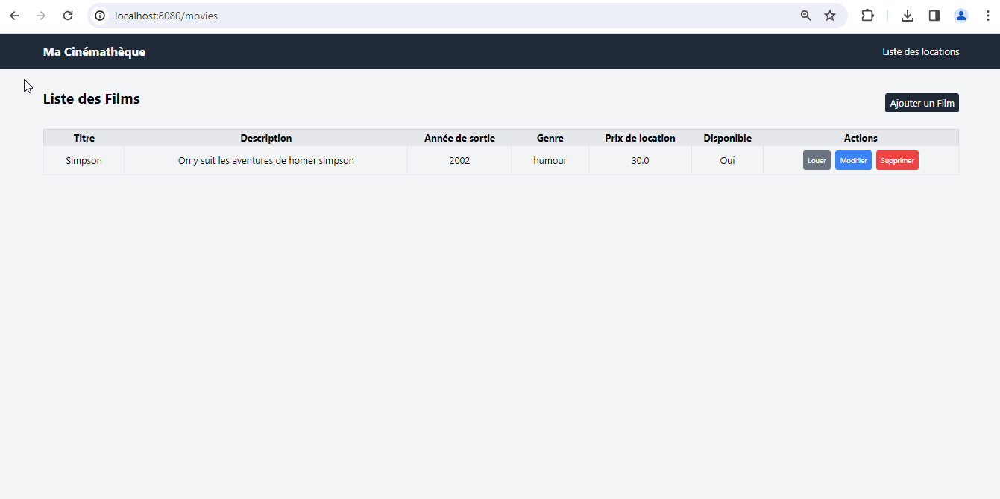 localhost:8080/movies
Ma Cinémathèque Liste des locations
Liste des Films
Ajouter un Film
Titre Description Année de sortie Genre Prix de location Disponible Actions
Simpson On y suit les aventures de homer simpson 2002 humour 30.0 Oui Louer Modifier Supprimer